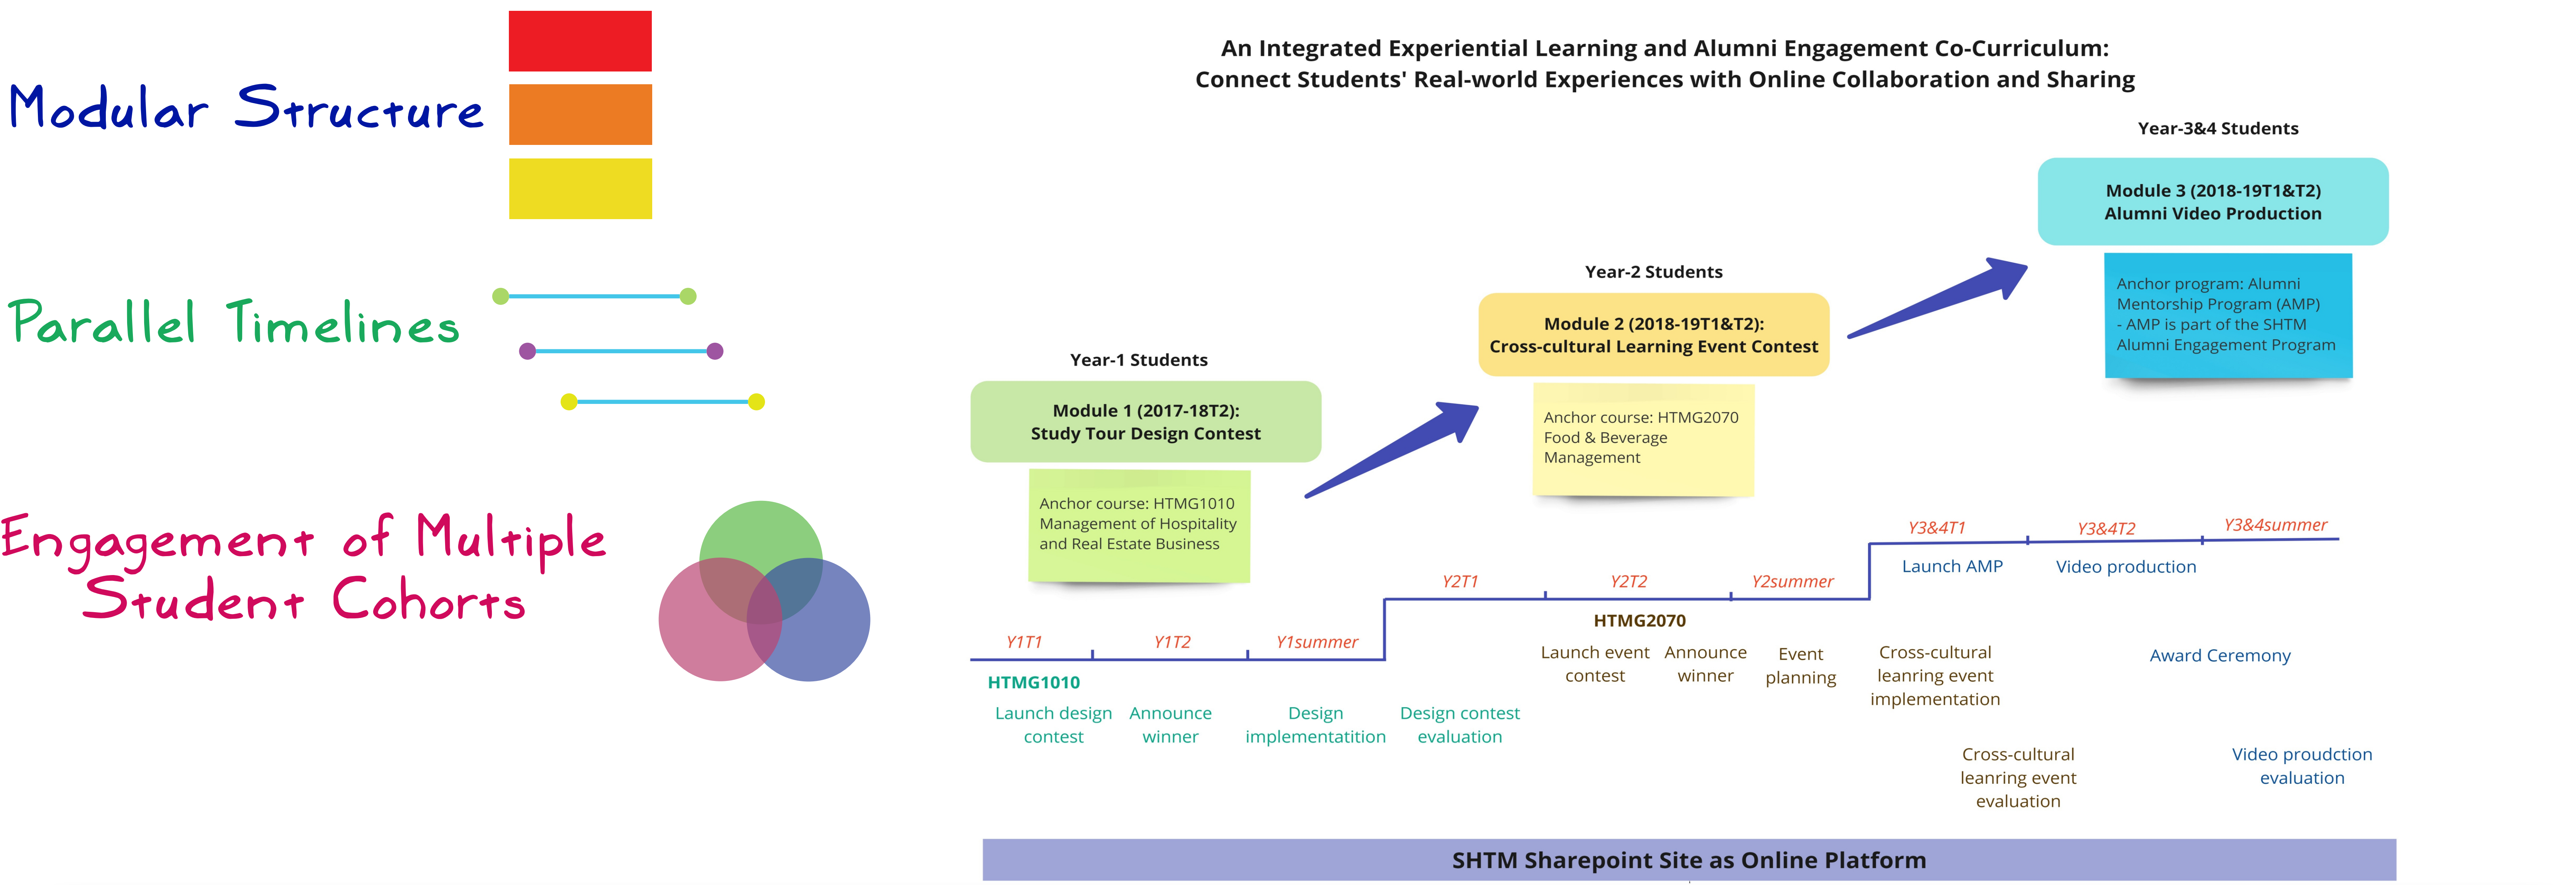 Modular Structure
Parallel Timelines
Engagement of Multiple
Student Cohorts
An Integrated Experiential Learning and Alumni Engagement Co-Curriculum:
Connect Students' Real-world Experiences with Online Collaboration and Sharing
Year-1 Students
Module 1 (2017-18T2):
Study Tour Design Contest
Anchor course: HTMG1010
Management of Hospitality
and Real Estate Business
Year-2 Students
Module 2 (2018-19T1&T2):
Cross-cultural Learning Event Contest
Anchor course: HTMG2070
Food & Beverage
Management
Year-3&4 Students
Module 3 (2018-19T1&T2)
Alumni Video Production
Anchor program: Alumni
Mentorship Program (AMP)
- AMP is part of the SHTM
Alumni Engagement Program
Y1T1
Y1T2
Y1summer
HTMG1010
Launch design
contest
Announce
winner
Design
implementatition
Design contest
evaluation
Y2T1
Y2T2
Y2summer
HTMG2070
Launch event
contest
Announce
winner
Event
planning
Cross-cultural
leanring event
implementation
Cross-cultural
leanring event
evaluation
Y3&4T1
Y3&4T2
Y3&4summer
Launch AMP
Video production
Award Ceremony
Video proudction
evaluation
SHTM Sharepoint Site as Online Platform